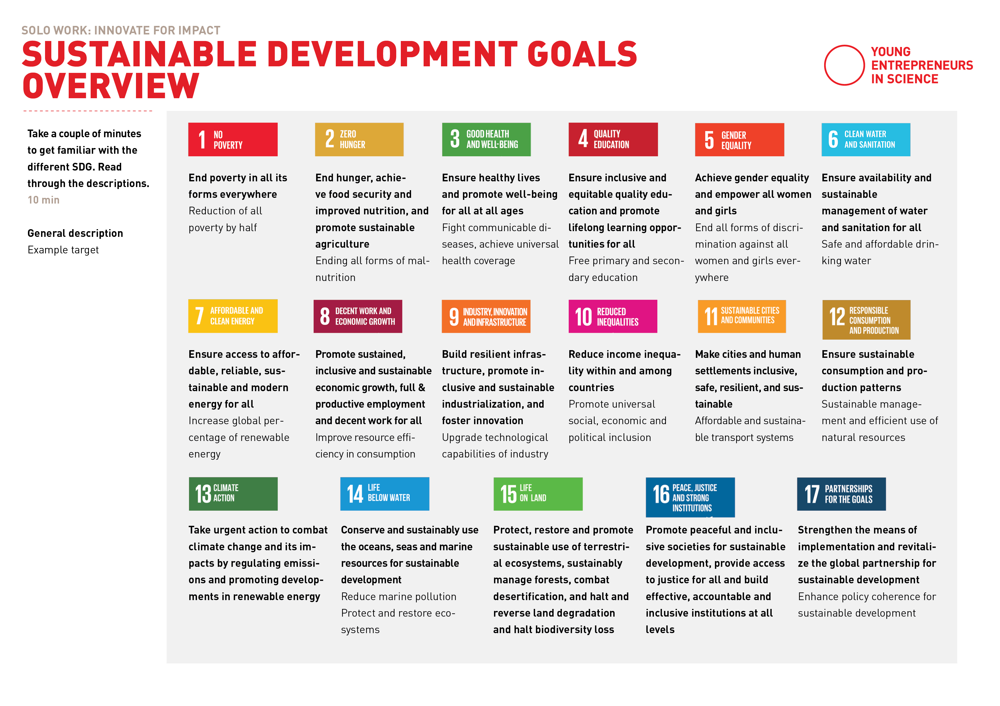 SOLO WORK: INNOVATE FOR IMPACT
SUSTAINABLE DEVELOPMENT GOALS
OVERVIEW
YOUNG
ENTREPRENEURS
IN SCIENCE
Take a couple of minutes
to get familiar with the
different SDG. Read
through the descriptions.
10 min
General description
Example target
1 NO
POVERTY
End poverty in all its
forms everywhere
Reduction of all
poverty by half
2 ZERO
HUNGER
End hunger, achie-
ve food security and
improved nutrition, and
promote sustainable
agriculture
Ending all forms of mal-
nutrition
3 GOOD HEALTH
AND WELL-BEING
Ensure healthy lives
and promote well-being
for all at all ages
Fight communicable di-
seases, achieve universal
health coverage
4 QUALITY
EDUCATION
Ensure inclusive and
equitable quality edu-
cation and promote
lifelong learning oppor-
tunities for all
Free primary and secon-
dary education
5 GENDER
EQUALITY
Achieve gender equality
and empower all women
and girls
End all forms of discri-
mination against all
women and girls ever-
ywhere
6 CLEAN WATER
AND SANITATION
Ensure availability and
sustainable
management of water
and sanitation for all
Safe and affordable drin-
king water
7 AFFORDABLE AND
CLEAN ENERGY
Ensure access to affor-
dable, reliable, sus-
tainable and modern
energy for all
Increase global per-
centage of renewable
energy
8 DECENT WORK AND
ECONOMIC GROWTH
Promote sustained,
inclusive and sustainable
economic growth, full &
productive employment
and decent work for all
Improve resource effi-
ciency in consumption
9 INDUSTRY, INNOVATION
AND INFRASTRUCTURE
Build resilient infras-
tructure, promote in-
clusive and sustainable
industrialization, and
foster innovation
Upgrade technological
capabilities of industry
10 REDUCED
INEQUALITIES
Reduce income inequa-
lity within and among
countries
Promote universal
social, economic and
political inclusion
11 SUSTAINABLE CITIES
AND COMMUNITIES
Make cities and human
settlements inclusive,
safe, resilient, and sus-
tainable
Affordable and sustaina-
ble transport systems
12 RESPONSIBLE
CONSUMPTION
AND PRODUCTION
Ensure sustainable
consumption and pro-
duction patterns
Sustainable manage-
ment and efficient use of
natural resources
13 CLIMATE
ACTION
Take urgent action to combat
climate change and its im-
pacts by regulating emissi-
ons and promoting develop-
ments in renewable energy
14 LIFE
BELOW WATER
Conserve and sustainably use
the oceans, seas and marine
resources for sustainable
development
Reduce marine pollution
Protect and restore eco-
systems
15 LIFE
ON LAND
Protect, restore and promote
sustainable use of terrestri-
al ecosystems, sustainably
manage forests, combat
desertification, and halt and
reverse land degradation
and halt biodiversity loss
16 PEACE, JUSTICE
AND STRONG
INSTITUTIONS
Promote peaceful and inclu-
sive societies for sustainable
development, provide access
to justice for all and build
effective, accountable and
inclusive institutions at all
levels
17 PARTNERSHIPS
FOR THE GOALS
Strengthen the means of
implementation and revitali-
ze the global partnership for
sustainable development
Enhance policy coherence for
sustainable development